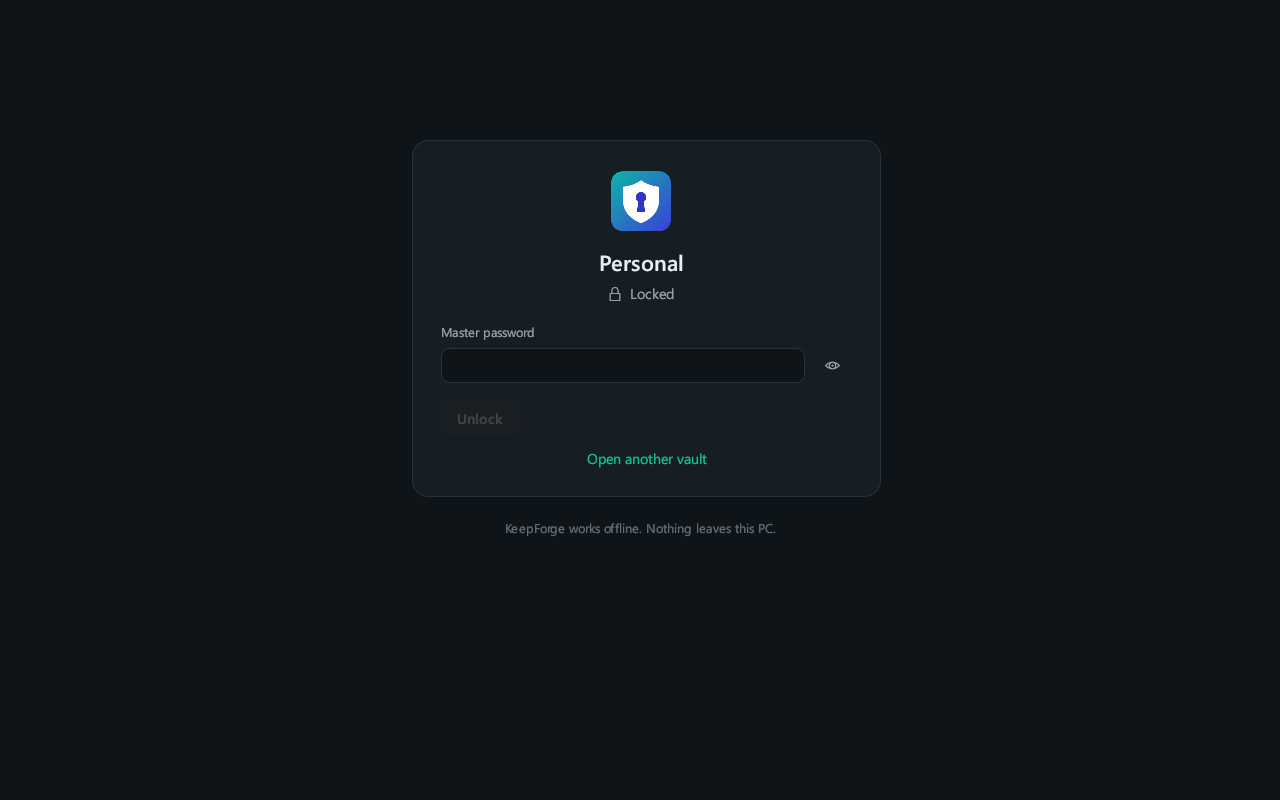 Personal
Locked
Master password
Unlock
Open another vault
KeepForge works offline. Nothing leaves this PC.